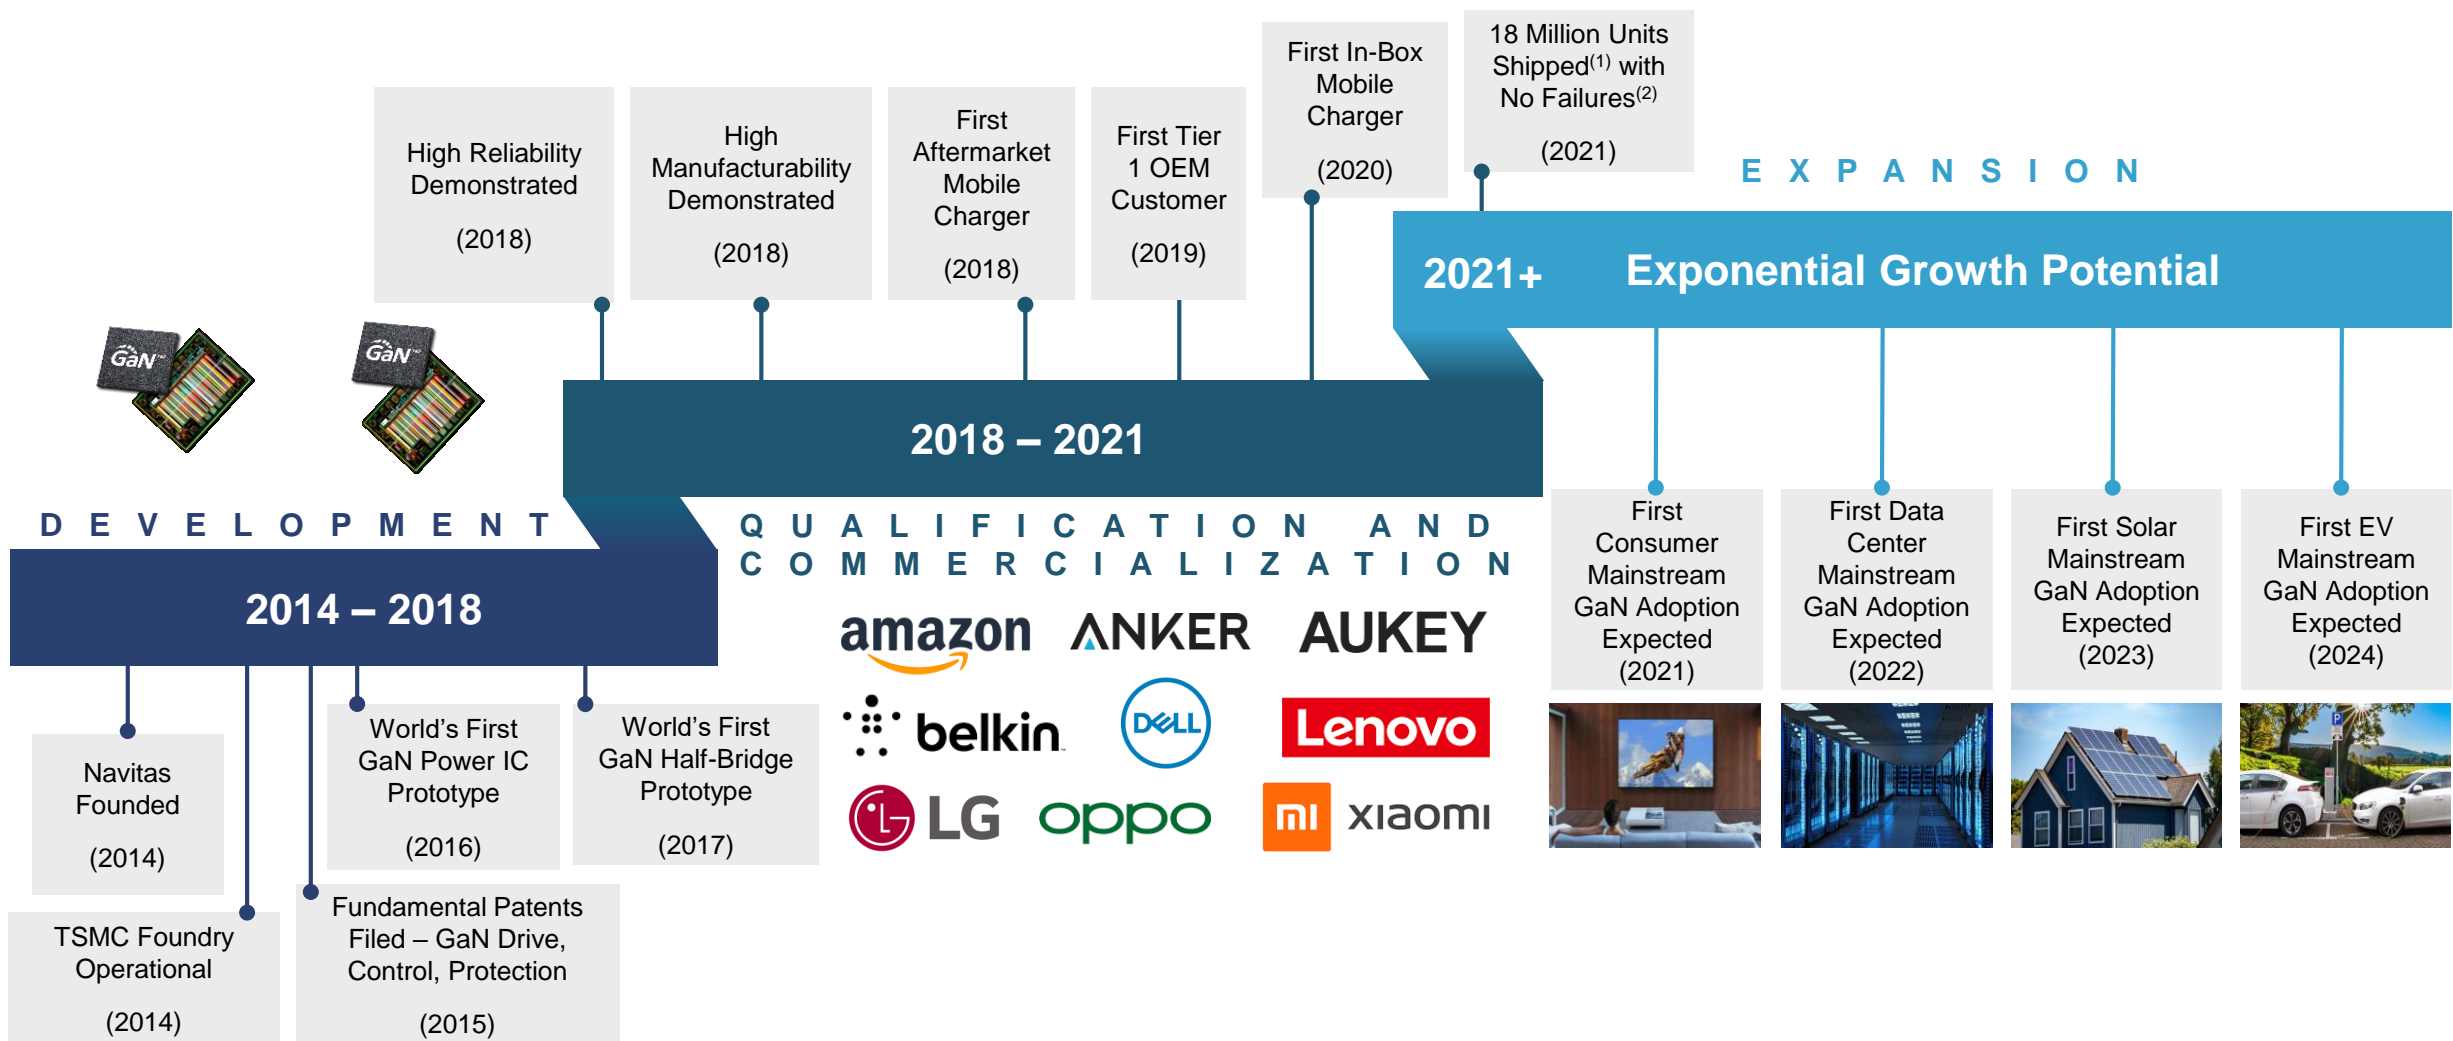 High Reliability
Demonstrated
(2018)
High
Manufacturability
Demonstrated
(2018)
First
Aftermarket
Mobile
Charger
(2018)
First Tier
1 OEM
Customer
(2019)
First In-Box
Mobile
Charger
(2020)
18 Million Units
Shipped(1) with
No Failures(2)
(2021)
EXPANSION
2021+
Exponential Growth Potential
GaN
GaN
2018 – 2021
DEVELOPMENT
2014 – 2018
QUALIFICATION AND
COMMERCIALIZATION
amazon
ANKER
AUKEY
belkin
DELL
Lenovo
LG
oppo
mi xiaomi
Navitas
Founded
(2014)
TSMC Foundry
Operational
(2014)
Fundamental Patents
Filed – GaN Drive,
Control, Protection
(2015)
World’s First
GaN Power IC
Prototype
(2016)
World’s First
GaN Half-Bridge
Prototype
(2017)
First
Consumer
Mainstream
GaN Adoption
Expected
(2021)
First Data
Center
Mainstream
GaN Adoption
Expected
(2022)
First Solar
Mainstream
GaN Adoption
Expected
(2023)
First EV
Mainstream
GaN Adoption
Expected
(2024)
P